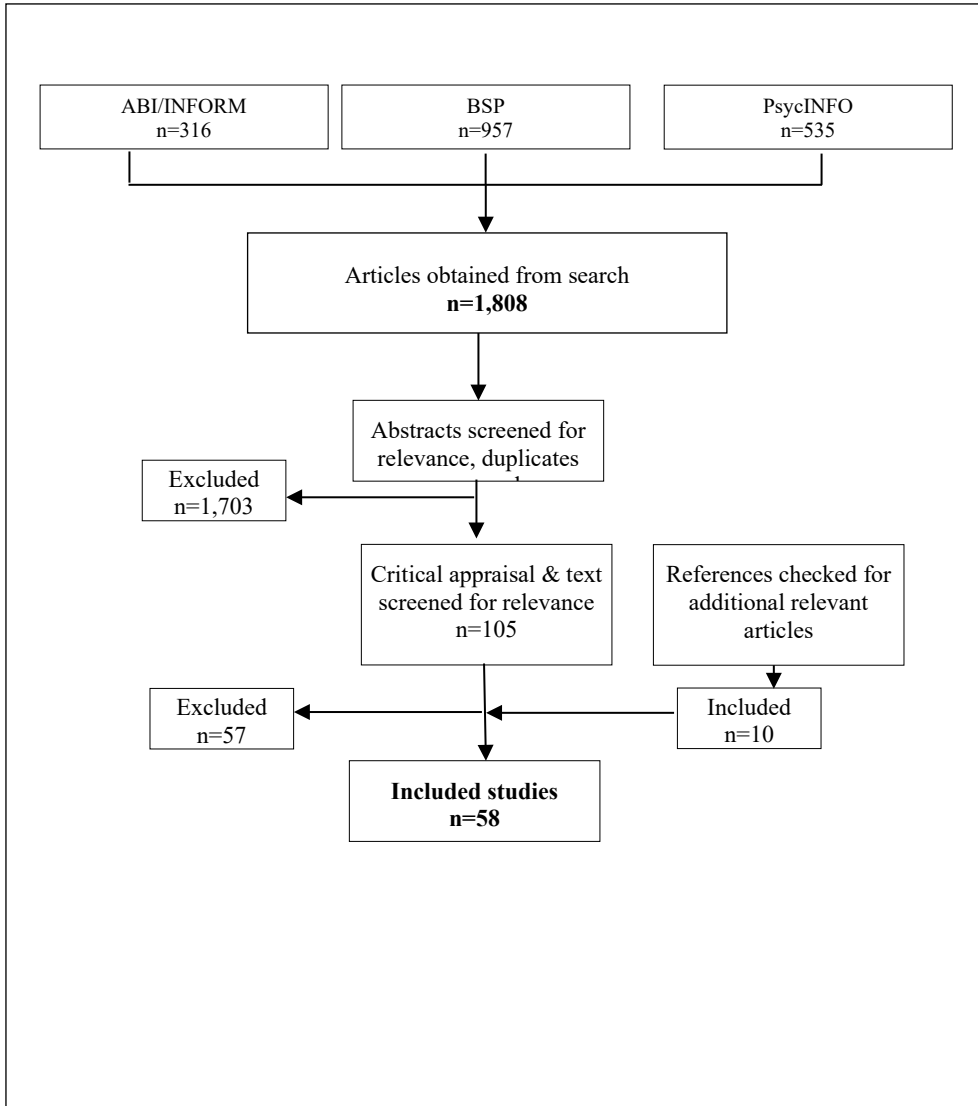 ABI/INFORM
n=316
BSP
n=957
PsycINFO
n=535
Articles obtained from search
n=1,808
Abstracts screened for
relevance, duplicates
Excluded
n=1,703
Critical appraisal & text
screened for relevance
n=105
References checked for
additional relevant
articles
Excluded
n=57
Included
n=10
Included studies
n=58